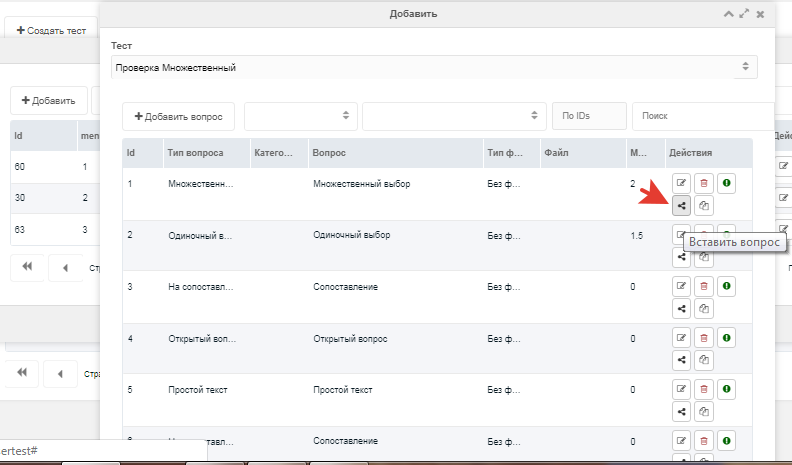 Добавить
Создать тест
Тест
Проверка Множественный
Добавить
Добавить вопрос
По IDs
Поиск
Id
men
Id
Тип вопроса
Катего...
Вопрос
Тип ф...
Файл
М...
Действия
Дейс
60
1
30
2
63
3
1
Множественн...
Множественный выбор
Без ф...
2
2
Одиночный в...
Одиночный выбор
Без ф...
1.5
Вставить вопрос
3
На сопоставл...
Сопоставление
Без ф...
0
4
Открытый воп...
Открытый вопрос
Без ф...
0
5
Простой текст
Простой текст
Без ф...
0
Сопоставление
Без ф...
0
Стр
Стра
ertest#